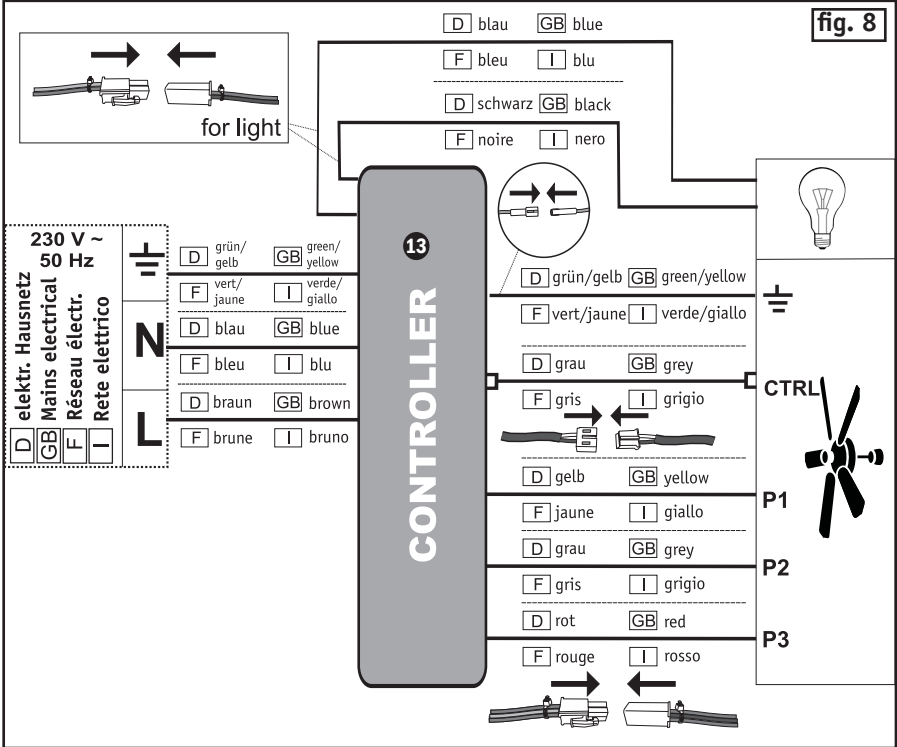 fig. 8
D blau GB blue
F bleu I blu
D schwarz GB black
F noire I nero
for light
230 V ~
50 Hz
D elektr. Hausnetz
GB Mains electrical
F Réseau électr.
I Rete elettrico
D grün/gelb GB green/yellow
F vert/jaune I verde/giallo
N
D blau GB blue
F bleu I blu
L
D braun GB brown
F brune I bruno
13
CONTROLLER
D grün/gelb GB green/yellow
F vert/jaune I verde/giallo
D grau GB grey
CTRL
F gris I grigio
D gelb GB yellow
P1
F jaune I giallo
D grau GB grey
P2
F gris I grigio
D rot GB red
P3
F rouge I rosso